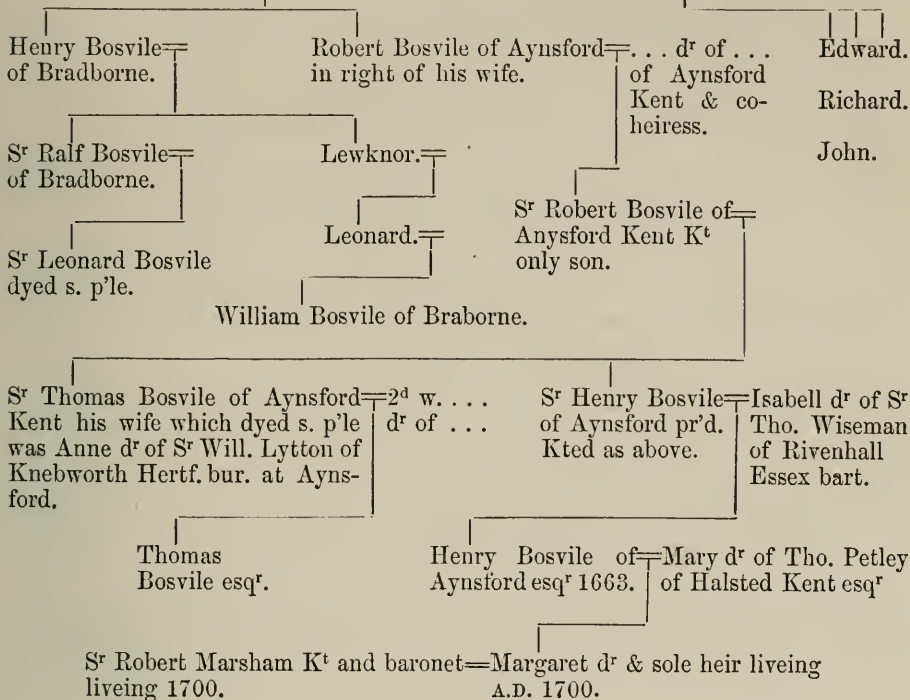 Henry Bosvile
of Bradborne.
Robert Bosvile of Aynsford
in right of his wife.
... dʳ of ...
of Aynsford
Kent & co-
heiress.
Edward.
Richard.
John.
Sʳ Ralf Bosvile
of Bradborne.
Lewknor.
Sʳ Leonard Bosvile
dyed s. p'le.
Leonard.
William Bosvile of Braborne.
Sʳ Robert Bosvile of
Anysford Kent Kᵗ
only son.
Sʳ Thomas Bosvile of Aynsford
Kent his wife which dyed s. p'le
was Anne dʳ of Sʳ Will. Lytton of
Knebworth Hertf. bur. at Ayns-
ford.
2ᵈ w. ...
dʳ of ...
Sʳ Henry Bosvile
of Aynsford pr'd.
Kted as above.
Isabell dʳ of Sʳ
Tho. Wiseman
of Rivenhall
Essex bart.
Thomas
Bosvile esqʳ.
Henry Bosvile of
Aynsford esqʳ 1663.
Mary dʳ of Tho. Petley
of Halsted Kent esqʳ
Sʳ Robert Marsham Kᵗ and baronet
liveing 1700.
Margaret dʳ & sole heir liveing
A.D. 1700.